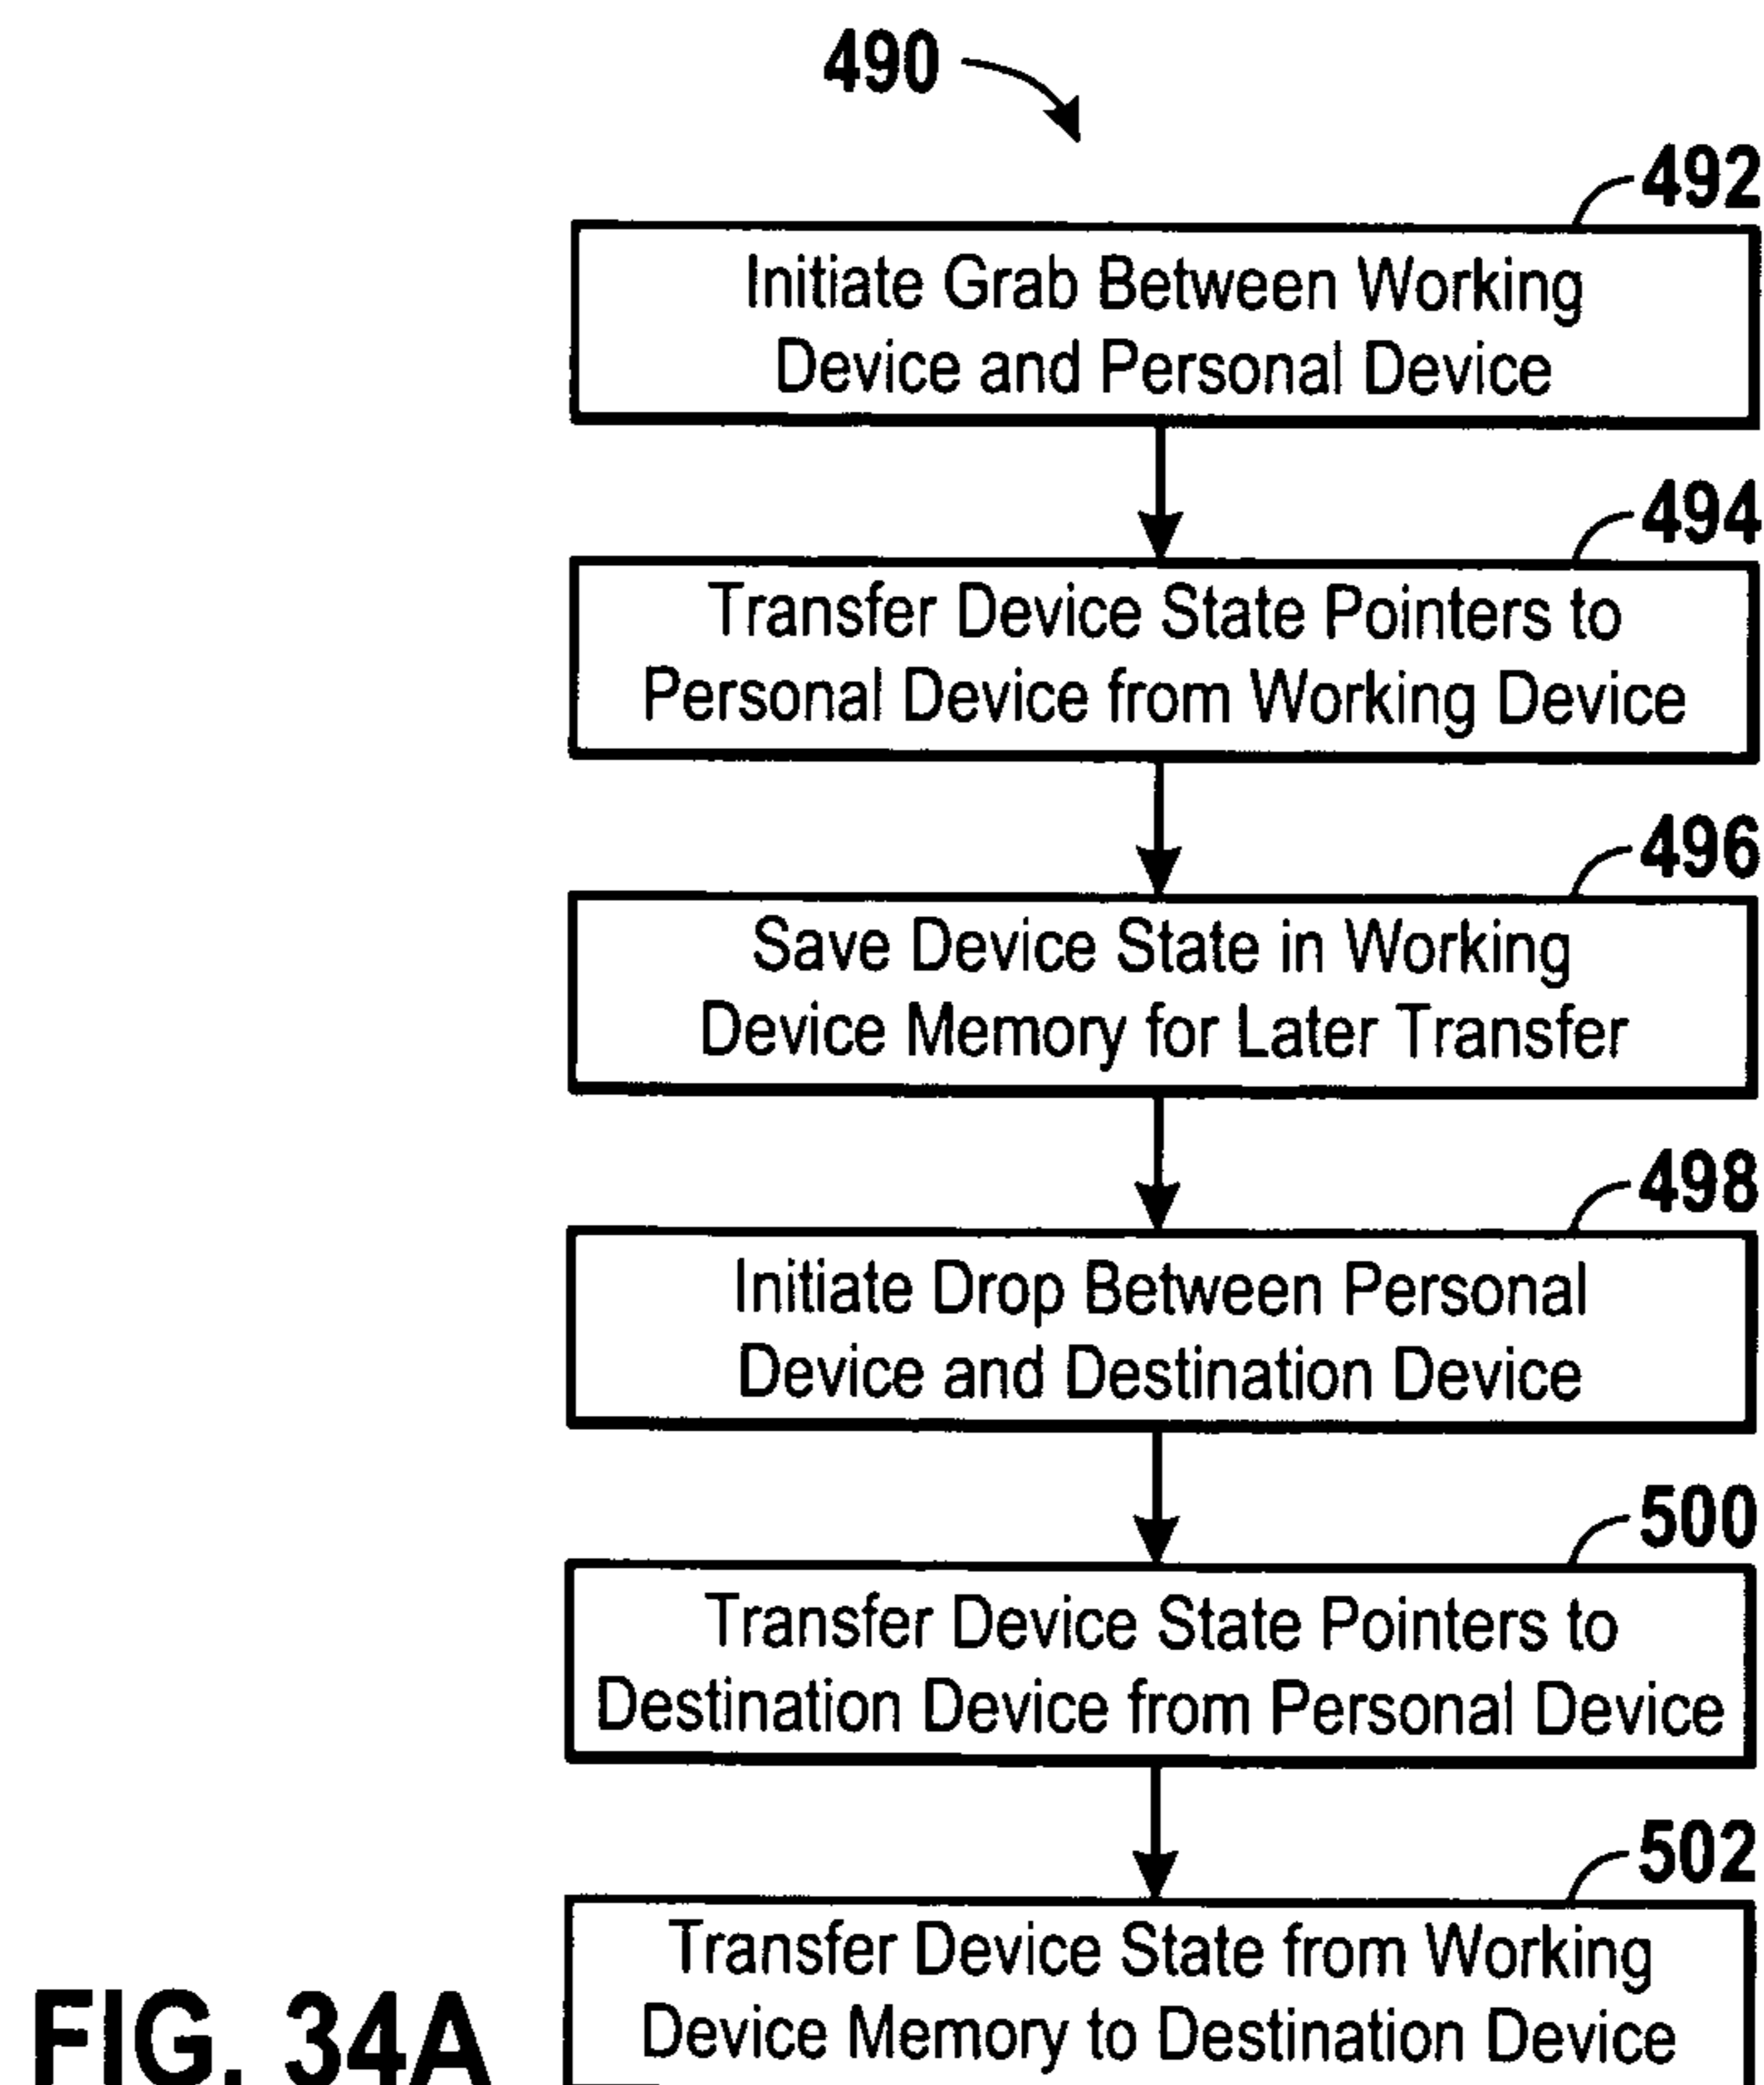 490
492
Initiate Grab Between Working
Device and Personal Device
494
Transfer Device State Pointers to
Personal Device from Working Device
496
Save Device State in Working
Device Memory for Later Transfer
498
Initiate Drop Between Personal
Device and Destination Device
500
Transfer Device State Pointers to
Destination Device from Personal Device
502
Transfer Device State from Working
Device Memory to Destination Device
FIG. 34A